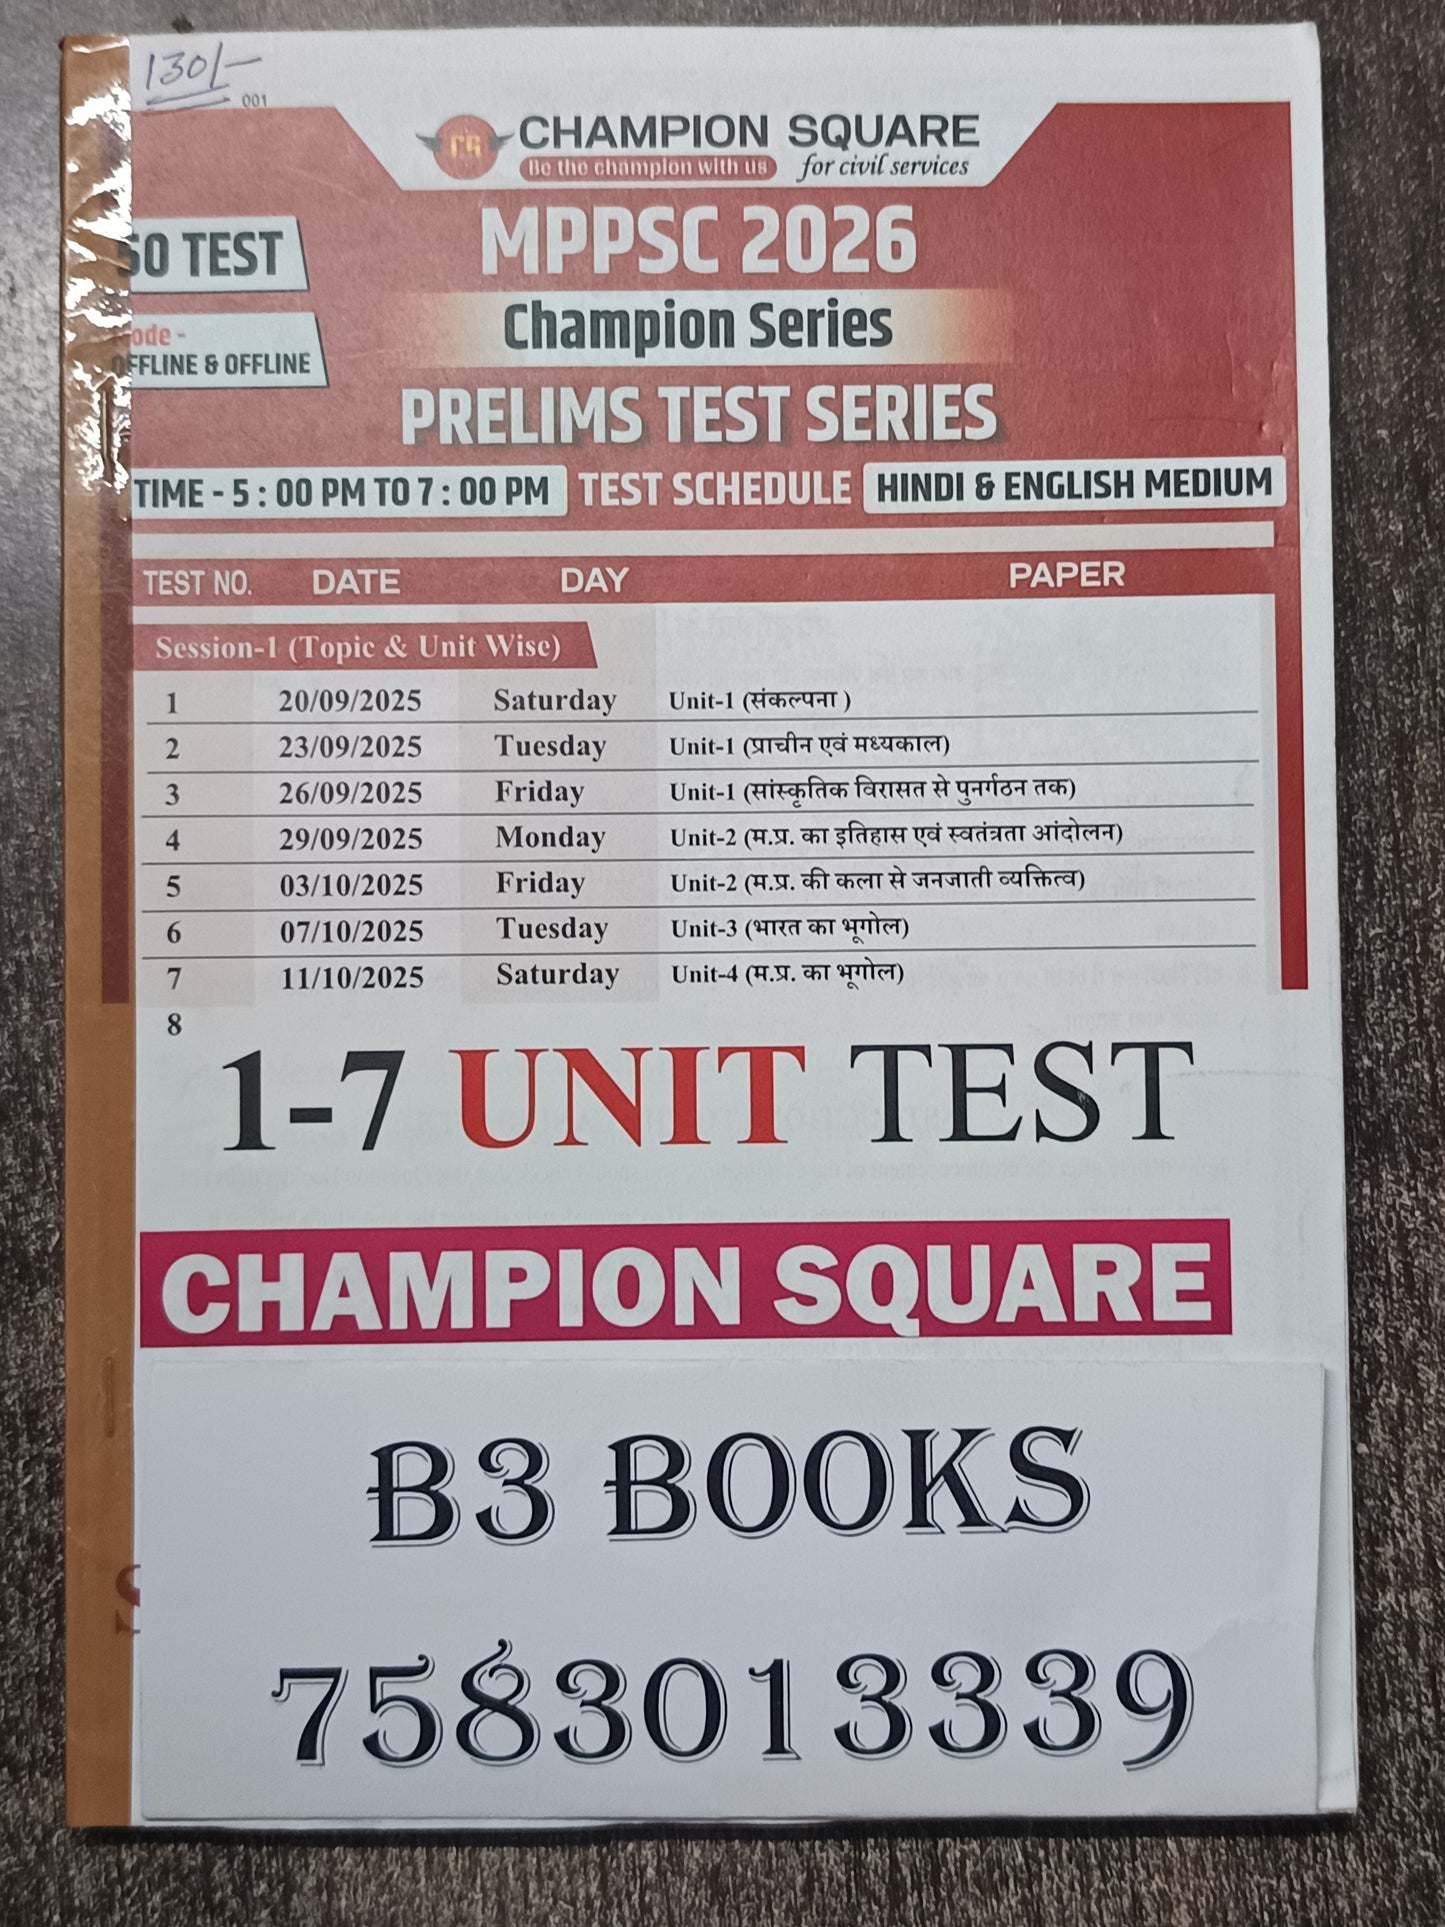 130/-
001
CHAMPION SQUARE
Be the champion with us for civil services
50 TEST
MPPSC 2026
Champion Series
ode -
OFFLINE & OFFLINE
PRELIMS TEST SERIES
TIME - 5 : 00 PM TO 7 : 00 PM TEST SCHEDULE HINDI & ENGLISH MEDIUM
TEST NO. DATE DAY PAPER
Session-1 (Topic & Unit Wise)
1 20/09/2025 Saturday Unit-1 (संकल्पना )
2 23/09/2025 Tuesday Unit-1 (प्राचीन एवं मध्यकाल)
3 26/09/2025 Friday Unit-1 (सांस्कृतिक विरासत से पुनर्गठन तक)
4 29/09/2025 Monday Unit-2 (म.प्र. का इतिहास एवं स्वतंत्रता आंदोलन)
5 03/10/2025 Friday Unit-2 (म.प्र. की कला से जनजाती व्यक्तित्व)
6 07/10/2025 Tuesday Unit-3 (भारत का भूगोल)
7 11/10/2025 Saturday Unit-4 (म.प्र. का भूगोल)
8
1-7 UNIT TEST
CHAMPION SQUARE
B3 BOOKS
7583013339